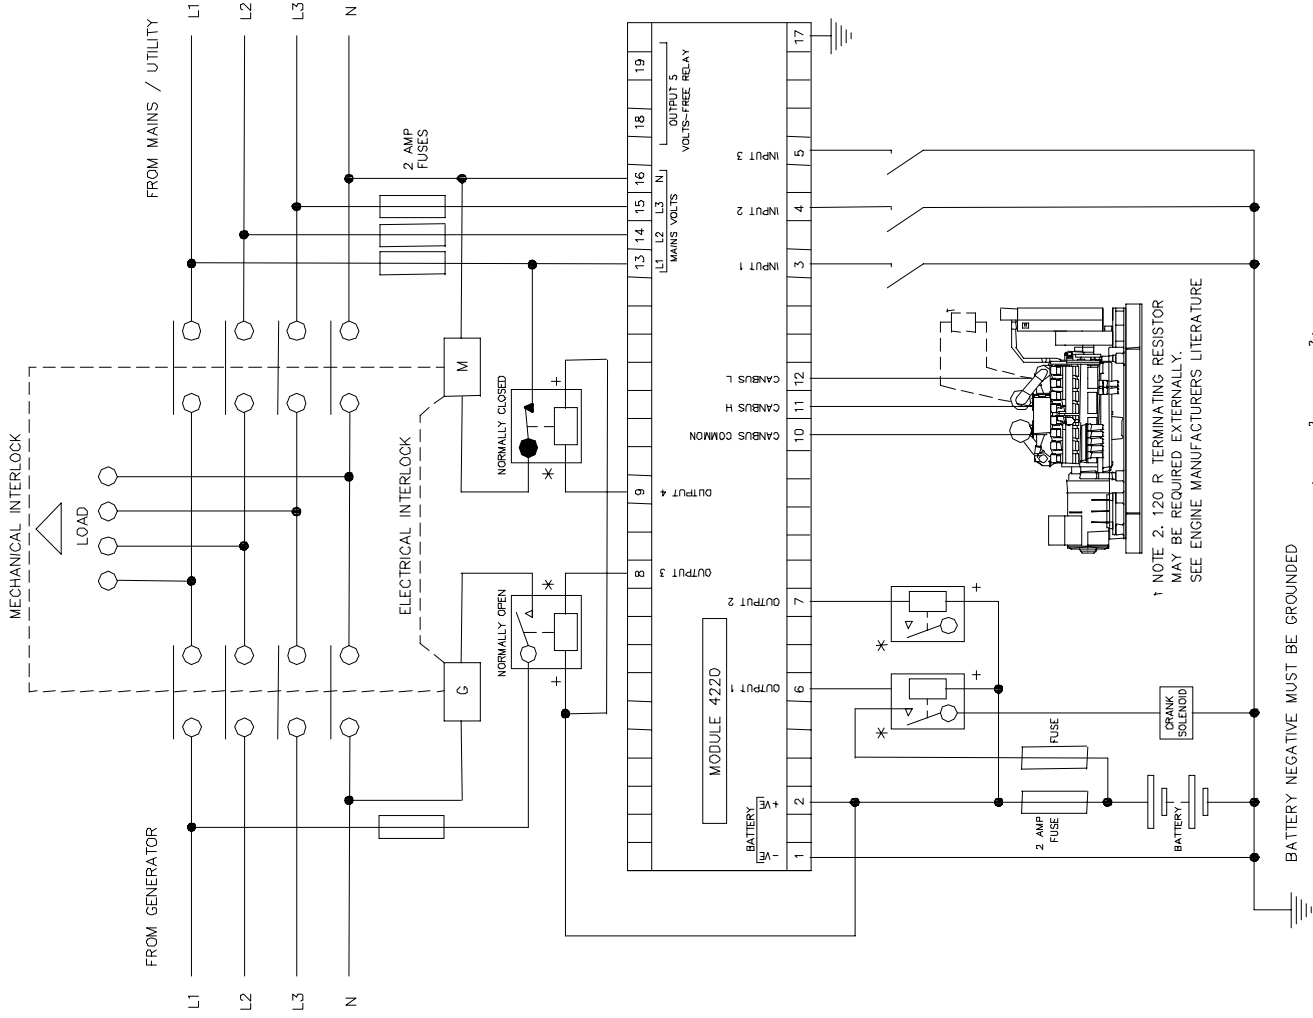 MECHANICAL INTERLOCK
LOAD
FROM MAINS / UTILITY
L1
L2
L3
N
FROM GENERATOR
L1
L2
L3
N
ELECTRICAL INTERLOCK
M
G
2 AMP
FUSES
NORMALLY CLOSED
+
*
NORMALLY OPEN
+
*
8
9
13
14
15
16
18
19
OUTPUT 3
OUTPUT 4
L1
L2
L3
N
MAINS VOLTS
OUTPUT 5
VOLTS-FREE RELAY
MODULE 4220
BATTERY
-VE
+VE
OUTPUT 1
OUTPUT 2
CANBUS COMMON
CANBUS H
CANBUS L
INPUT 1
INPUT 2
INPUT 3
1
2
6
7
10
11
12
3
4
5
17
*
+
*
+
2 AMP
FUSE
FUSE
BATTERY
CRANK
SOLENOID
†
† NOTE 2. 120 R TERMINATING RESISTOR
MAY BE REQUIRED EXTERNALLY.
SEE ENGINE MANUFACTURERS LITERATURE
BATTERY NEGATIVE MUST BE GROUNDED